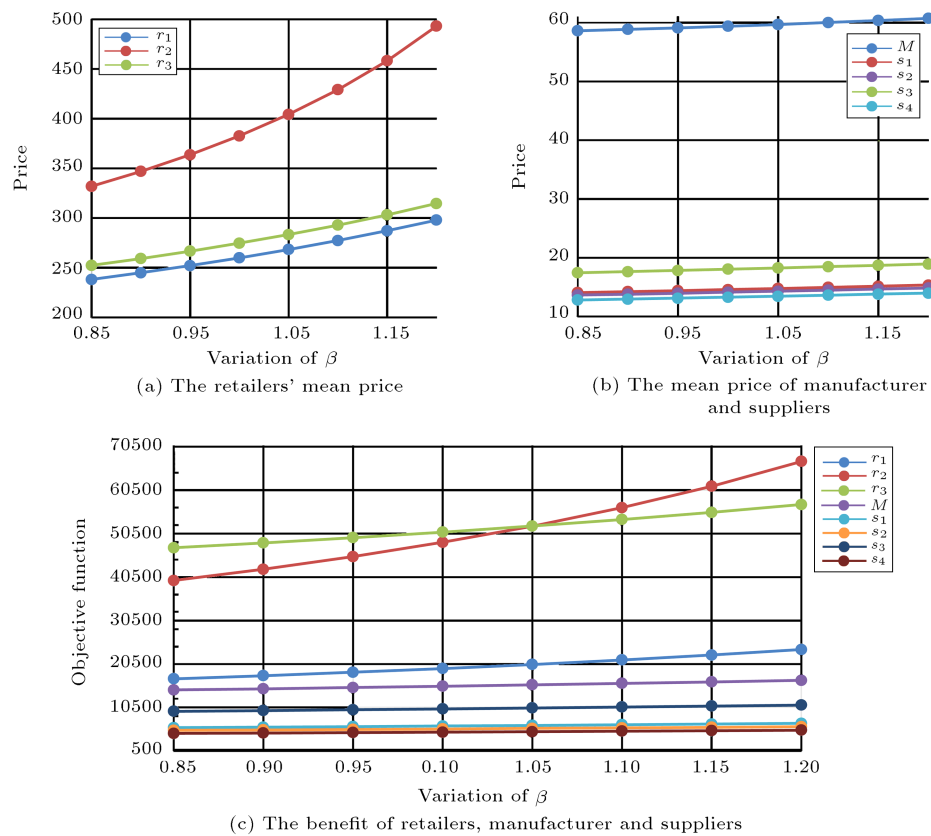 500
450
400
350
300
250
200
Price
r1
r2
r3
0.85 0.95 1.05 1.15
Variation of β
(a) The retailers' mean price
60
50
40
30
20
10
Price
M
s1
s2
s3
s4
0.85 0.95 1.05 1.15
Variation of β
(b) The mean price of manufacturer
and suppliers
70500
60500
50500
40500
30500
20500
10500
500
Objective function
r1
r2
r3
M
s1
s2
s3
s4
0.85 0.90 0.95 0.10 1.05 1.10 1.15 1.20
Variation of β
(c) The benefit of retailers, manufacturer and suppliers